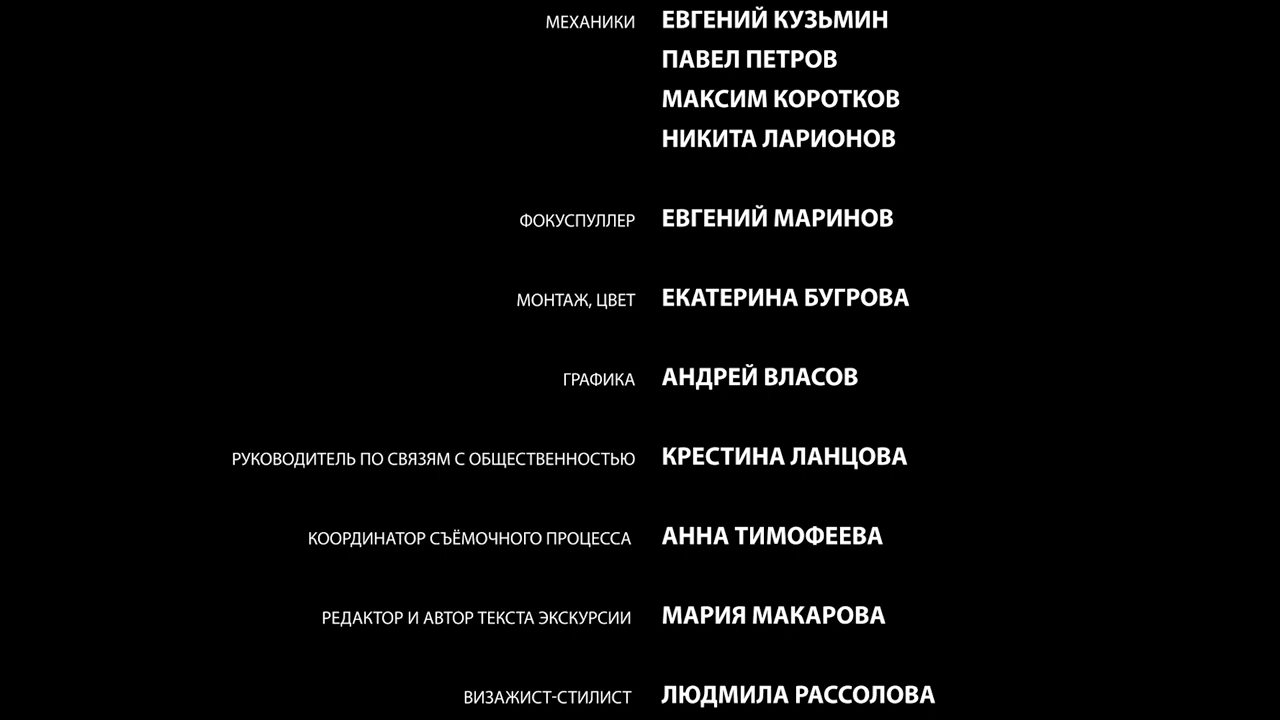 МЕХАНИКИ ЕВГЕНИЙ КУЗЬМИН
ПАВЕЛ ПЕТРОВ
МАКСИМ КОРОТКОВ
НИКИТА ЛАРИОНОВ
ФОКУСПУЛЛЕР ЕВГЕНИЙ МАРИНОВ
МОНТАЖ, ЦВЕТ ЕКАТЕРИНА БУГРОВА
ГРАФИКА АНДРЕЙ ВЛАСОВ
РУКОВОДИТЕЛЬ ПО СВЯЗЯМ С ОБЩЕСТВЕННОСТЬЮ КРЕСТИНА ЛАНЦОВА
КООРДИНАТОР СЪЁМОЧНОГО ПРОЦЕССА АННА ТИМОФЕЕВА
РЕДАКТОР И АВТОР ТЕКСТА ЭКСКУРСИИ МАРИЯ МАКАРОВА
ВИЗАЖИСТ-СТИЛИСТ ЛЮДМИЛА РАССОЛОВА